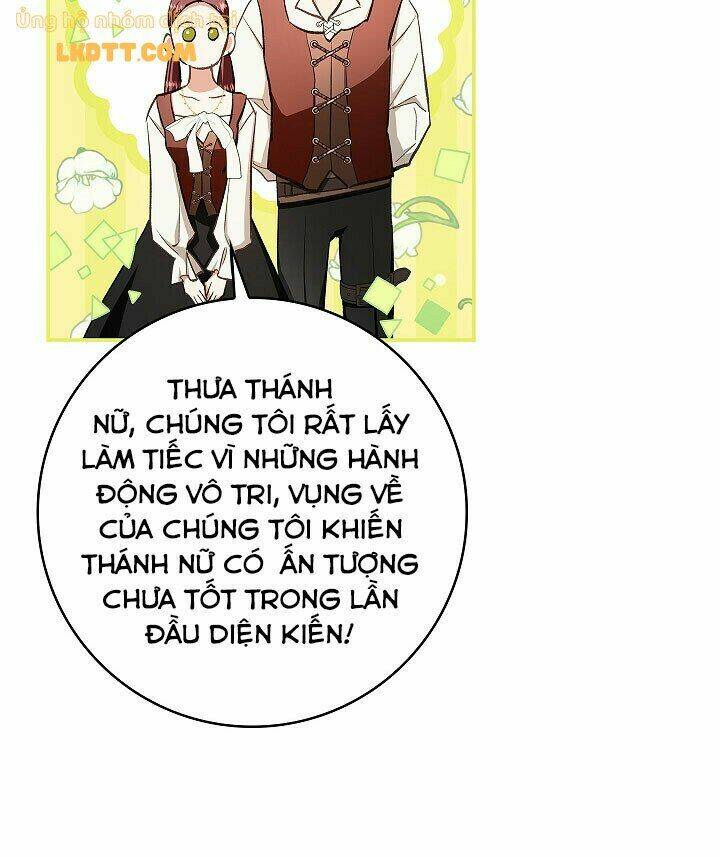 Ủng hộ nhóm dịch tại
LKDTT.COM
THƯA THÁNH
NỮ, CHÚNG TÔI RẤT LẤY
LÀM TIẾC VÌ NHỮNG HÀNH
ĐỘNG VÔ TRI, VỤNG VỀ
CỦA CHÚNG TÔI KHIẾN
THÁNH NỮ CÓ ẤN TƯỢNG
CHƯA TỐT TRONG LẦN
ĐẦU DIỆN KIẾN!